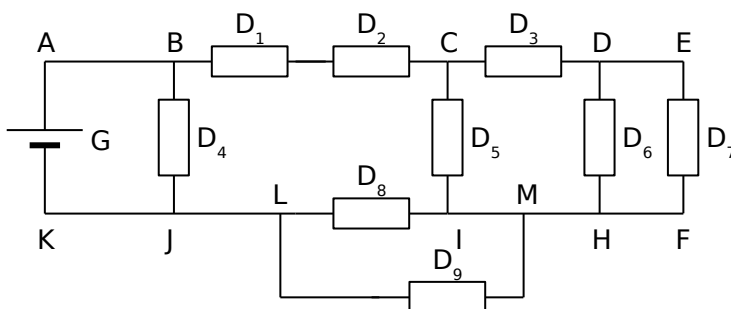 D₁ D₂ D₃
A B C D E
G D₄ D₅ D₆ D₇
D₈
L M
K J I H F
D₉